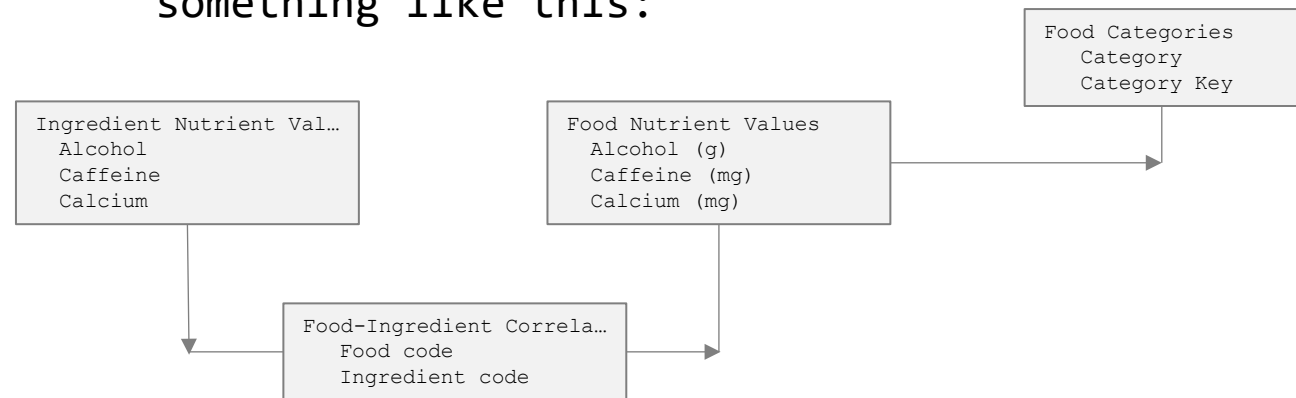 something like this:
Food Categories
Category
Category Key
Ingredient Nutrient Val…
Alcohol
Caffeine
Calcium
Food Nutrient Values
Alcohol (g)
Caffeine (mg)
Calcium (mg)
Food-Ingredient Correla…
Food code
Ingredient code